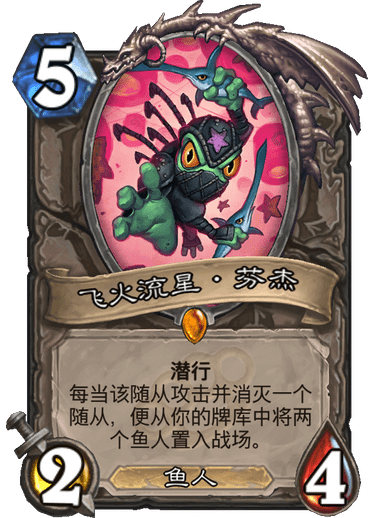 5
飞火流星·芬杰
潜行
每当该随从攻击并消灭一个
随从，便从你的牌库中将两
个鱼人置入战场。
2
鱼人
4